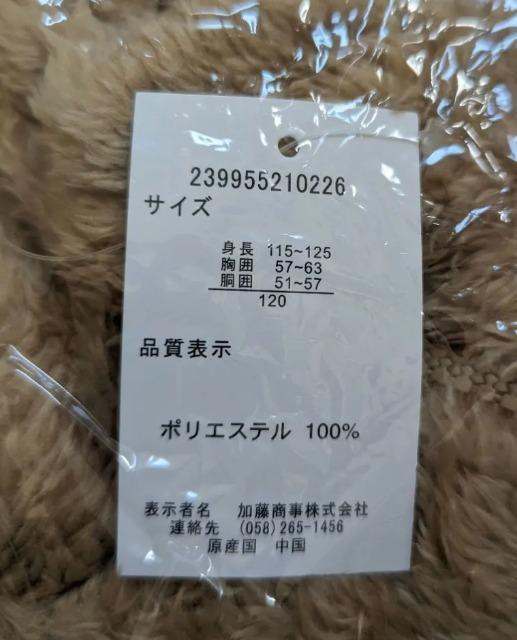 239955210226
サイズ
身長 115~125
胸囲 57~63
胴囲 51~57
120
品質表示
ポリエステル 100%
表示者名 加藤商事株式会社
連絡先 (058)265-1456
原産国 中国